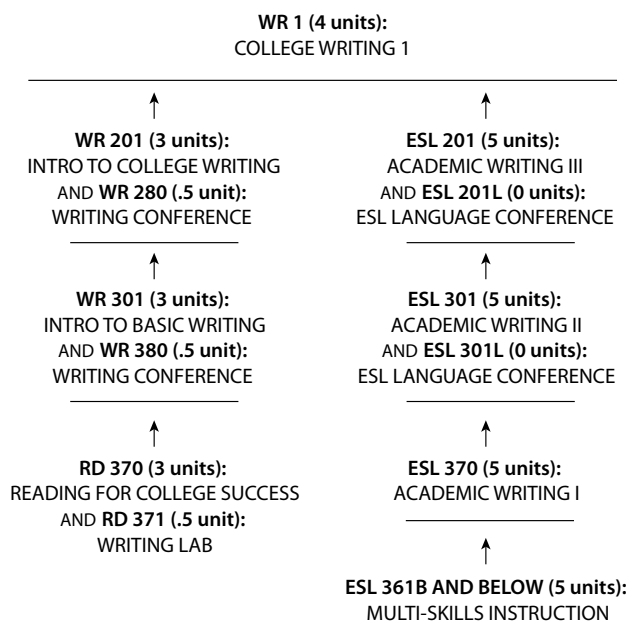 WR 1 (4 units):
COLLEGE WRITING 1
WR 201 (3 units):
INTRO TO COLLEGE WRITING
AND WR 280 (.5 unit):
WRITING CONFERENCE
WR 301 (3 units):
INTRO TO BASIC WRITING
AND WR 380 (.5 unit):
WRITING CONFERENCE
RD 370 (3 units):
READING FOR COLLEGE SUCCESS
AND RD 371 (.5 unit):
WRITING LAB
ESL 201 (5 units):
ACADEMIC WRITING III
AND ESL 201L (0 units):
ESL LANGUAGE CONFERENCE
ESL 301 (5 units):
ACADEMIC WRITING II
AND ESL 301L (0 units):
ESL LANGUAGE CONFERENCE
ESL 370 (5 units):
ACADEMIC WRITING I
ESL 361B AND BELOW (5 units):
MULTI-SKILLS INSTRUCTION